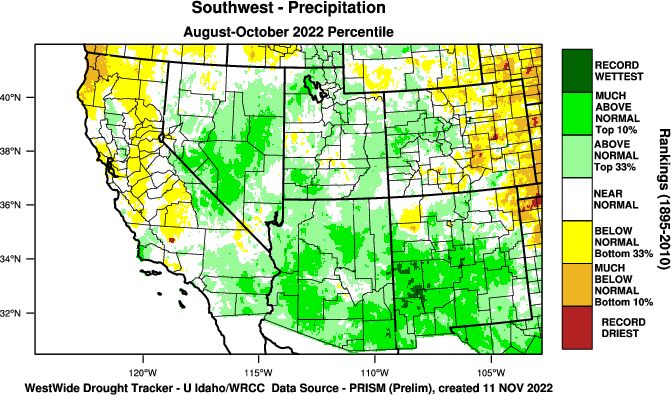 Southwest - Precipitation
August-October 2022 Percentile
40°N
38°N
36°N
34°N
32°N
120°W
115°W
110°W
105°W
RECORD
WETTEST
MUCH
ABOVE
NORMAL
Top 10%
ABOVE
NORMAL
Top 33%
NEAR
NORMAL
BELOW
NORMAL
Bottom 33%
MUCH
BELOW
NORMAL
Bottom 10%
RECORD
DRIEST
Rankings (1895-2010)
WestWide Drought Tracker - U Idaho/WRCC Data Source - PRISM (Prelim), created 11 NOV 2022